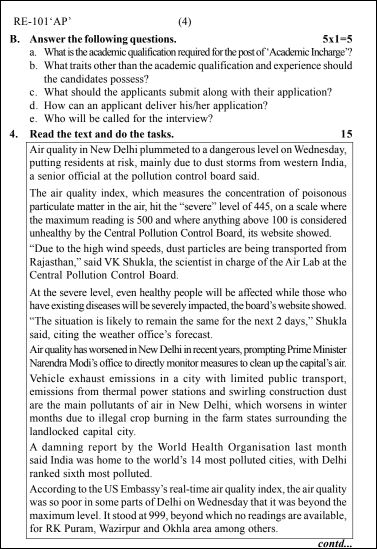 RE-101‘AP’ (4)
B. Answer the following questions. 5x1=5
a. What is the academic qualification required for the post of ‘Academic Incharge’?
b. What traits other than the academic qualification and experience should
the candidates possess?
c. What should the applicants submit along with their application?
d. How can an applicant deliver his/her application?
e. Who will be called for the interview?
4. Read the text and do the tasks. 15
Air quality in New Delhi plummeted to a dangerous level on Wednesday,
putting residents at risk, mainly due to dust storms from western India,
a senior official at the pollution control board said.
The air quality index, which measures the concentration of poisonous
particulate matter in the air, hit the “severe” level of 445, on a scale where
the maximum reading is 500 and where anything above 100 is considered
unhealthy by the Central Pollution Control Board, its website showed.
“Due to the high wind speeds, dust particles are being transported from
Rajasthan,” said VK Shukla, the scientist in charge of the Air Lab at the
Central Pollution Control Board.
At the severe level, even healthy people will be affected while those who
have existing diseases will be severely impacted, the board’s website showed.
“The situation is likely to remain the same for the next 2 days,” Shukla
said, citing the weather office’s forecast.
Air quality has worsened in New Delhi in recent years, prompting Prime Minister
Narendra Modi’s office to directly monitor measures to clean up the capital’s air.
Vehicle exhaust emissions in a city with limited public transport,
emissions from thermal power stations and swirling construction dust
are the main pollutants of air in New Delhi, which worsens in winter
months due to illegal crop burning in the farm states surrounding the
landlocked capital city.
A damning report by the World Health Organisation last month
said India was home to the world’s 14 most polluted cities, with Delhi
ranked sixth most polluted.
According to the US Embassy’s real-time air quality index, the air quality
was so poor in some parts of Delhi on Wednesday that it was beyond the
maximum level. It stood at 999, beyond which no readings are available,
for RK Puram, Wazirpur and Okhla area among others.
contd...